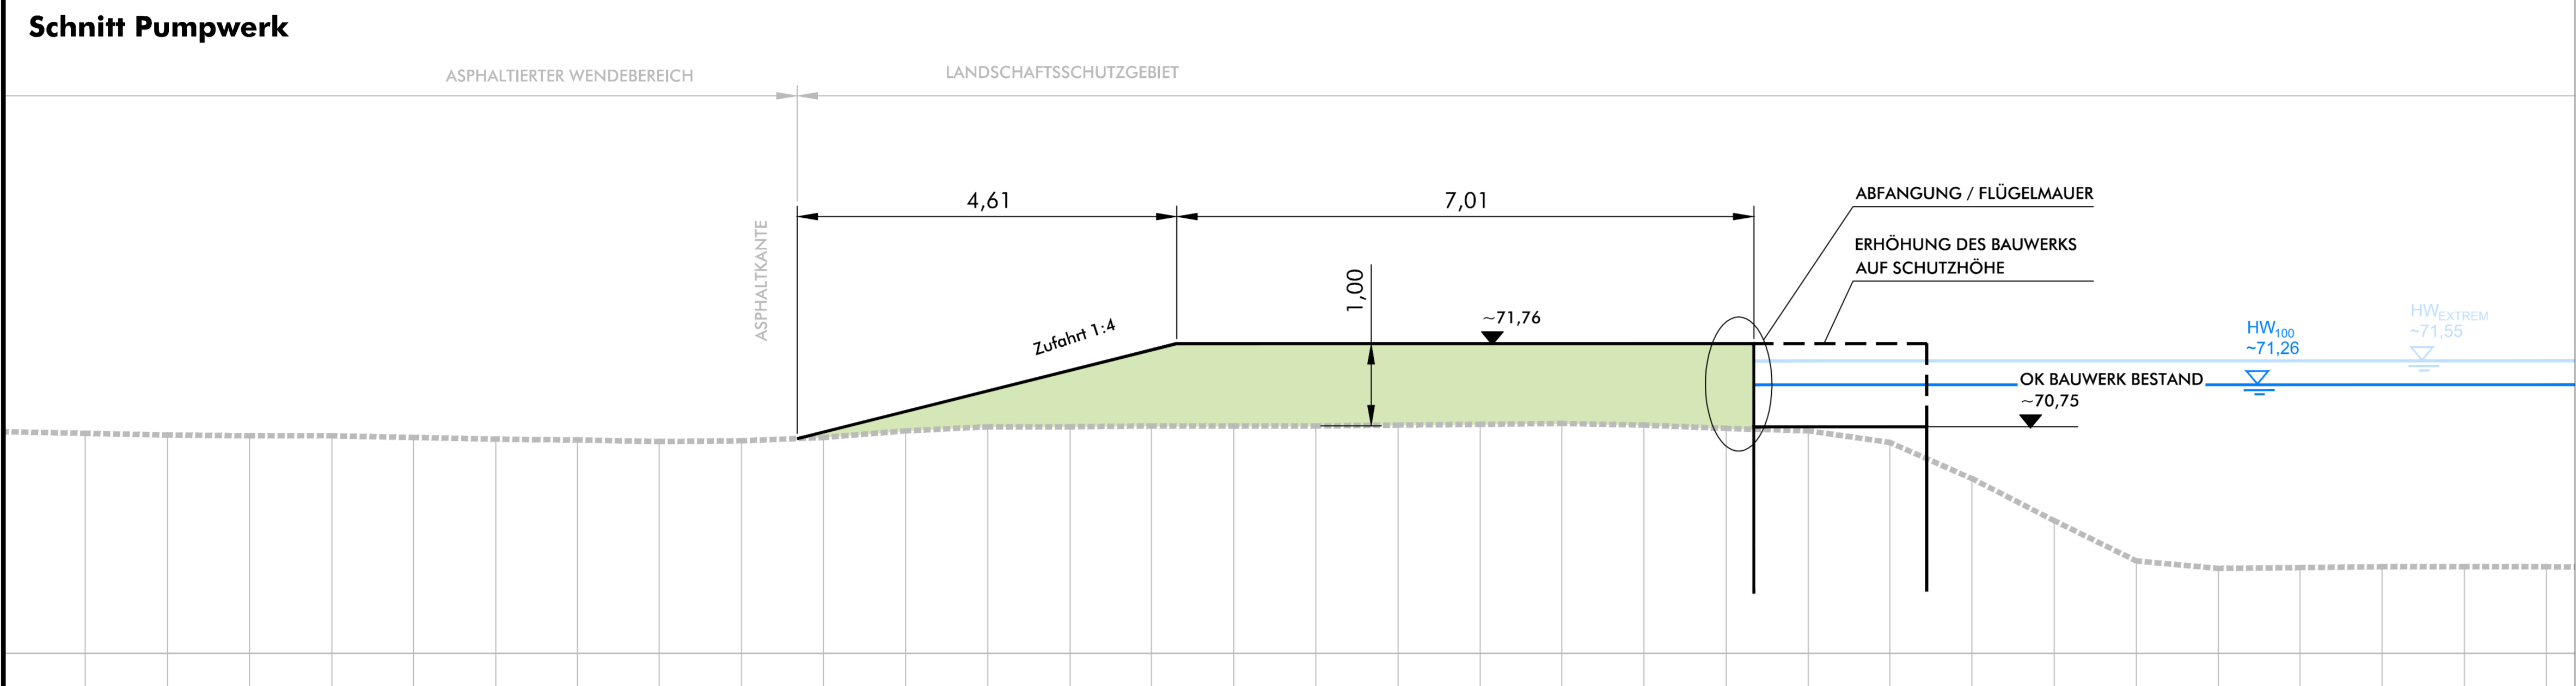 Schnitt Pumpwerk
ASPHALTIERTER WENDEBEREICH
LANDSCHAFTSSCHUTZGEBIET
ASPHALTKANTE
4,61
7,01
Zufahrt 1:4
1,00
~71,76
ABFANGUNG / FLÜGELMAUER
ERHÖHUNG DES BAUWERKS
AUF SCHUTZHÖHE
OK BAUWERK BESTAND
~70,75
HW100
~71,26
HWEXTREM
~71,55